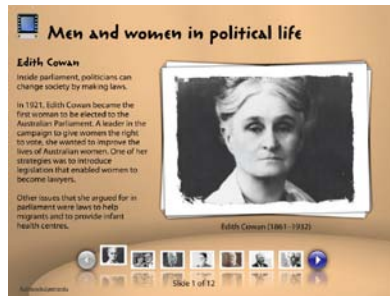 Men and women in political life
Edith Cowan
Inside parliament, politicians can
change society by making laws.
In 1921, Edith Cowan became the
first woman to be elected to the
Australian Parliament. A leader in the
campaign to give women the right
to vote, she wanted to improve the
lives of Australian women. One of her
strategies was to introduce
legislation that enabled women to
become lawyers.
Other issues that she argued for in
parliament were laws to help
migrants and to provide infant
health centres.
Edith Cowan (1861–1932)
Slide 1 of 12
Acknowledgements